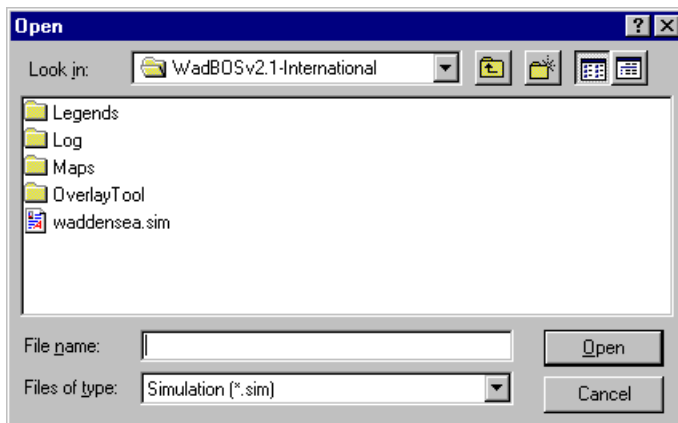 Open
Look in: WadBOSv2.1-International
Legends
Log
Maps
OverlayTool
waddensea.sim
File name: Open
Files of type: Simulation (*.sim) Cancel